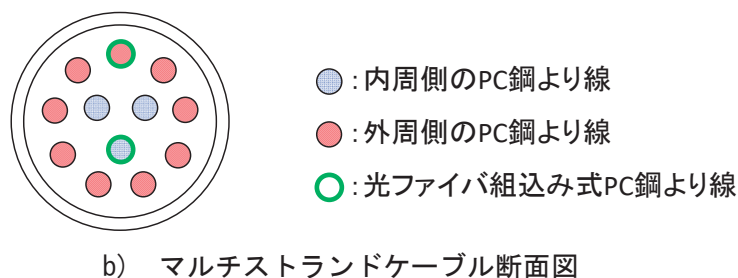 ：内周側のPC鋼より線
：外周側のPC鋼より線
：光ファイバ組込み式PC鋼より線
b)　マルチストランドケーブル断面図